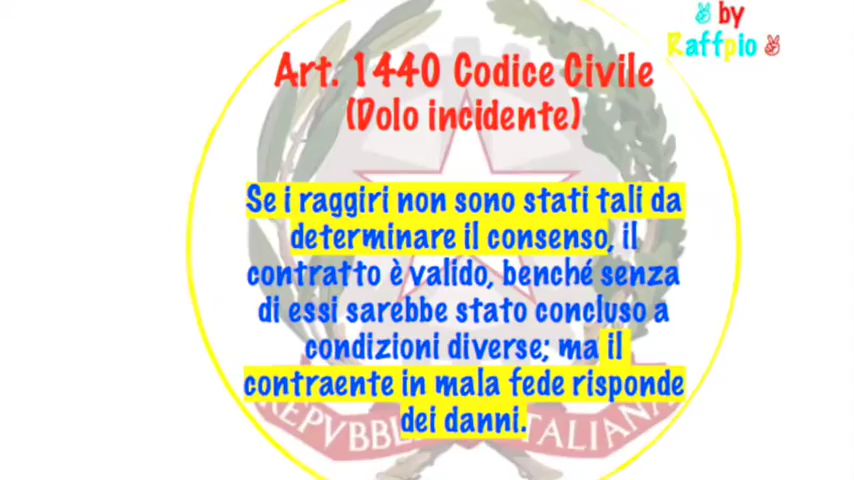 by
Raffpio
Art. 1440 Codice Civile
(Dolo incidente)
Se i raggiri non sono stati tali da
determinare il consenso, il
contratto è valido, benché senza
di essi sarebbe stato concluso a
condizioni diverse; ma il
contraente in mala fede risponde
dei danni.
REPVBBL TALIANA